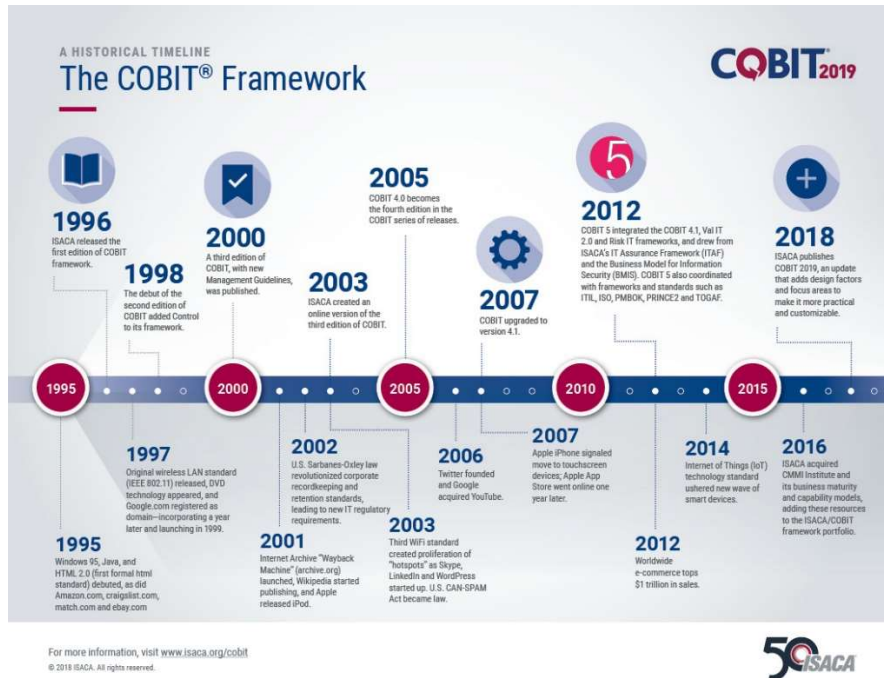 A HISTORICAL TIMELINE
The COBIT® Framework
COBIT® 2019
1996
ISACA released the
first edition of COBIT
framework.
1998
The debut of the
second edition of
COBIT added Control
to its framework.
2000
A third edition of
COBIT, with new
Management Guidelines,
was published.
2003
ISACA created an
online version of the
third edition of COBIT.
2005
COBIT 4.0 becomes
the fourth edition in the
COBIT series of releases.
2007
COBIT upgraded to
version 4.1.
5
2012
COBIT 5 integrated the COBIT 4.1, Val IT
2.0 and Risk IT frameworks, and drew from
ISACA's IT Assurance Framework (ITAF)
and the Business Model for Information
Security (BMIS). COBIT 5 also coordinated
with frameworks and standards such as
ITIL, ISO, PMBOK, PRINCE2 and TOGAF.
2018
ISACA publishes
COBIT 2019, an update
that adds design factors
and focus areas to
make it more practical
and customizable.
1995
2000
2005
2010
2015
1995
Windows 95, Java, and
HTML 2.0 (first formal html
standard) debuted, as did
Amazon.com, craigslist.com,
match.com and ebay.com
1997
Original wireless LAN standard
(IEEE 802.11) released, DVD
technology appeared, and
Google.com registered as
domain—incorporating a year
later and launching in 1999.
2001
Internet Archive "Wayback
Machine" (archive.org)
launched, Wikipedia started
publishing, and Apple
released iPod.
2002
U.S. Sarbanes-Oxley law
revolutionized corporate
recordkeeping and
retention standards,
leading to new IT regulatory
requirements.
2003
Third WiFi standard
created proliferation of
"hotspots" as Skype,
LinkedIn and WordPress
started up. U.S. CAN-SPAM
Act became law.
2006
Twitter founded
and Google
acquired YouTube.
2007
Apple iPhone signaled
move to touchscreen
devices; Apple App
Store went online one
year later.
2012
Worldwide
e-commerce tops
$1 trillion in sales.
2014
Internet of Things (IoT)
technology standard
ushered new wave of
smart devices.
2016
ISACA acquired
CMMI Institute and
its business maturity
and capability models,
adding these resources
to the ISACA/COBIT
framework portfolio.
For more information, visit www.isaca.org/cobit
© 2018 ISACA. All rights reserved.
50 ISACA